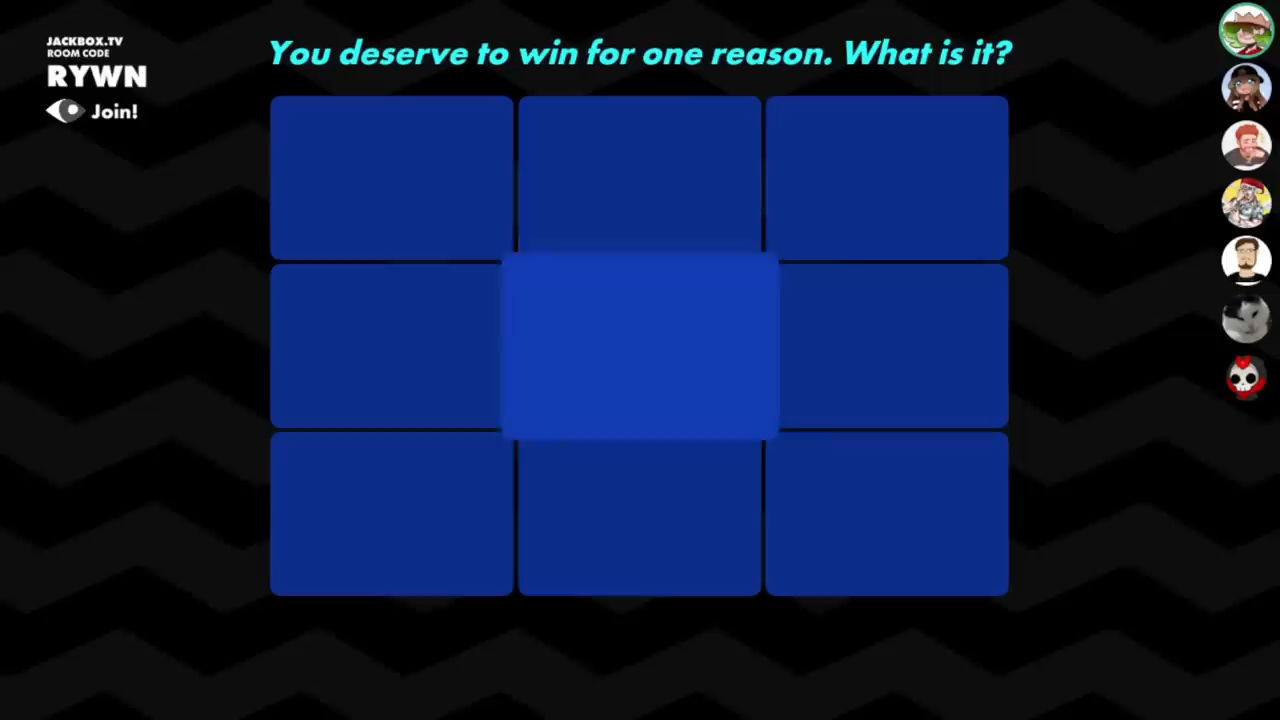 JACKBOX.TV
ROOM CODE
RYWN
Join!
You deserve to win for one reason. What is it?